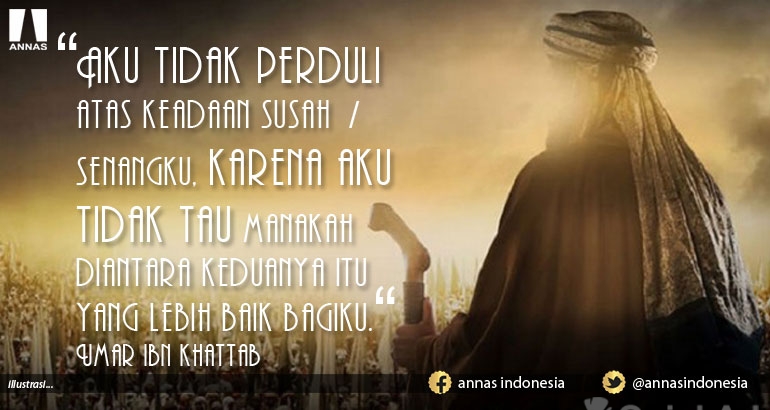 ANNAS
“AKU TIDAK PERDULI
ATAS KEADAAN SUSAH /
SENANGKU, KARENA AKU
TIDAK TAU MANAKAH
DIANTARA KEDUANYA ITU
YANG LEBIH BAIK BAGIKU.“
UMAR IBN KHATTAB
illustrasi...
annas indonesia
@annasindonesia